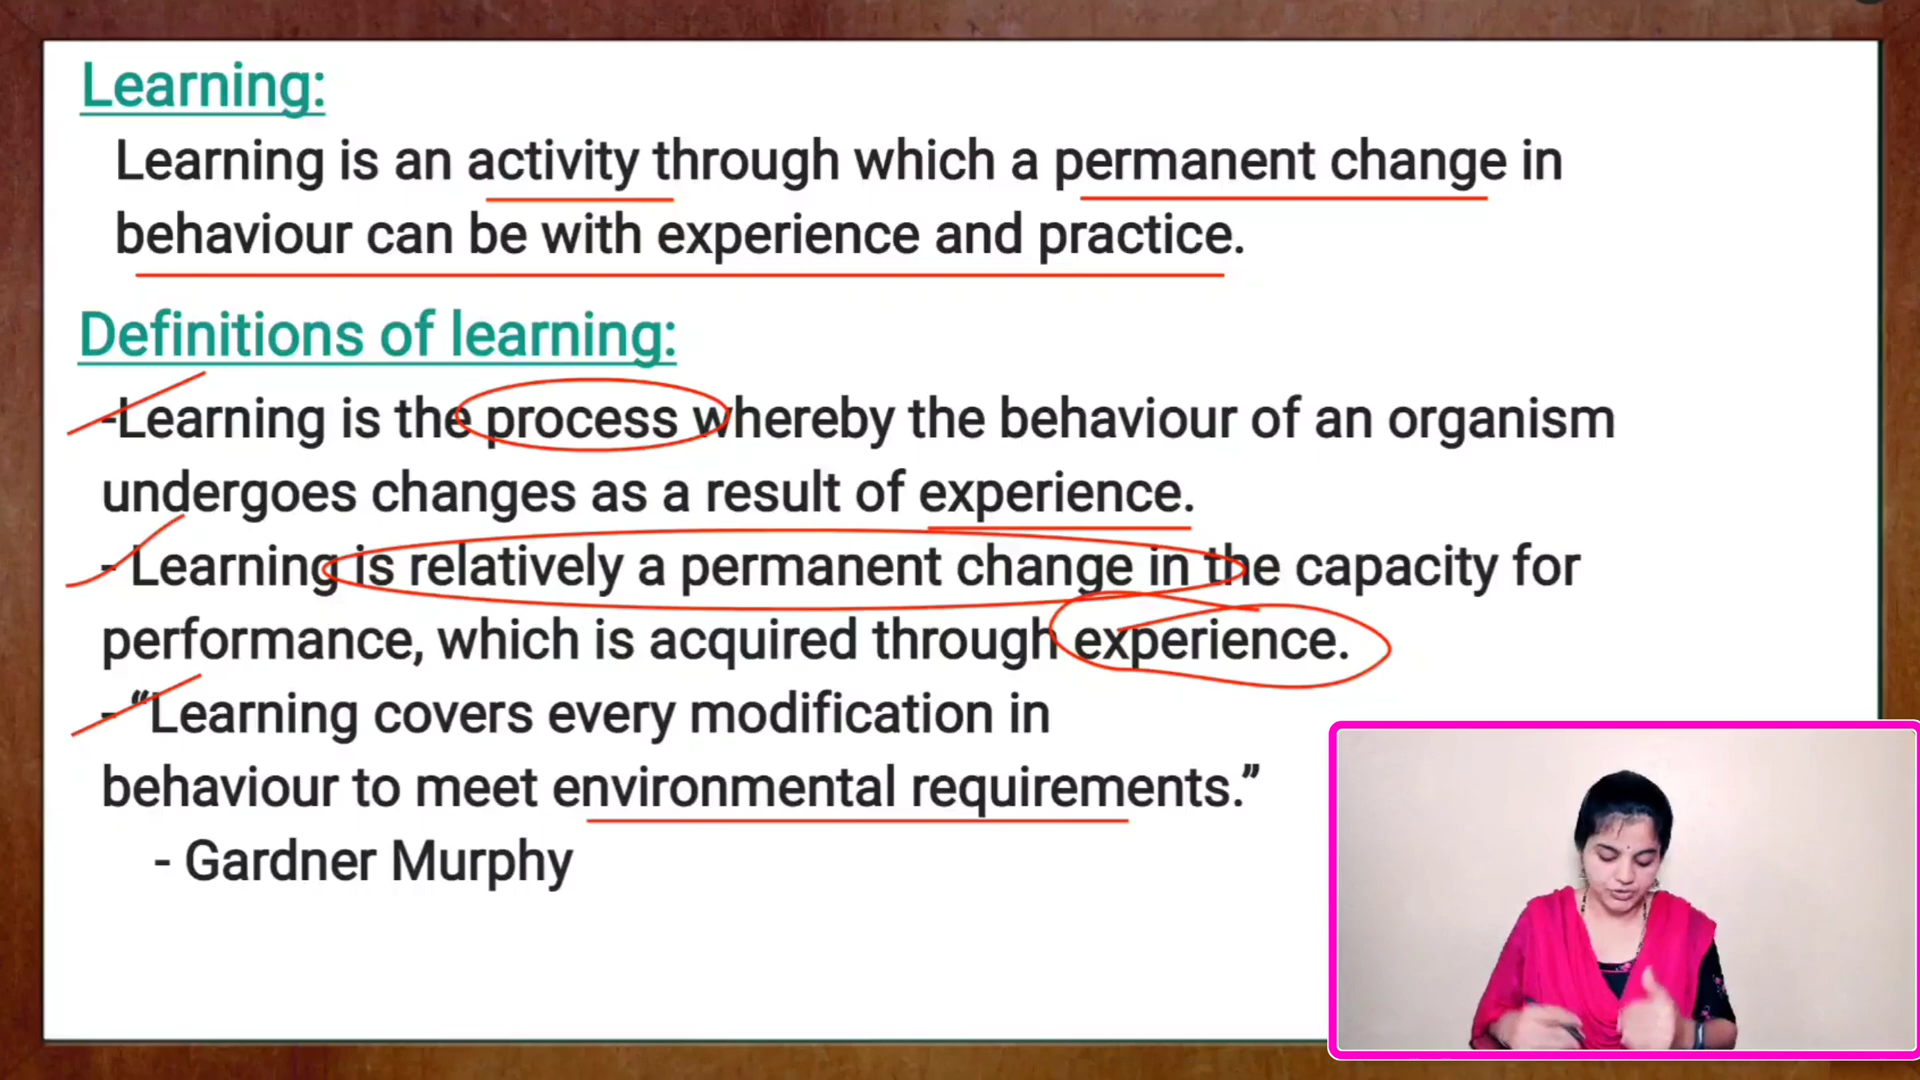 Learning:
Learning is an activity through which a permanent change in
behaviour can be with experience and practice.
Definitions of learning:
-Learning is the process whereby the behaviour of an organism
undergoes changes as a result of experience.
- Learning is relatively a permanent change in the capacity for
performance, which is acquired through experience.
- “Learning covers every modification in
behaviour to meet environmental requirements.”
- Gardner Murphy